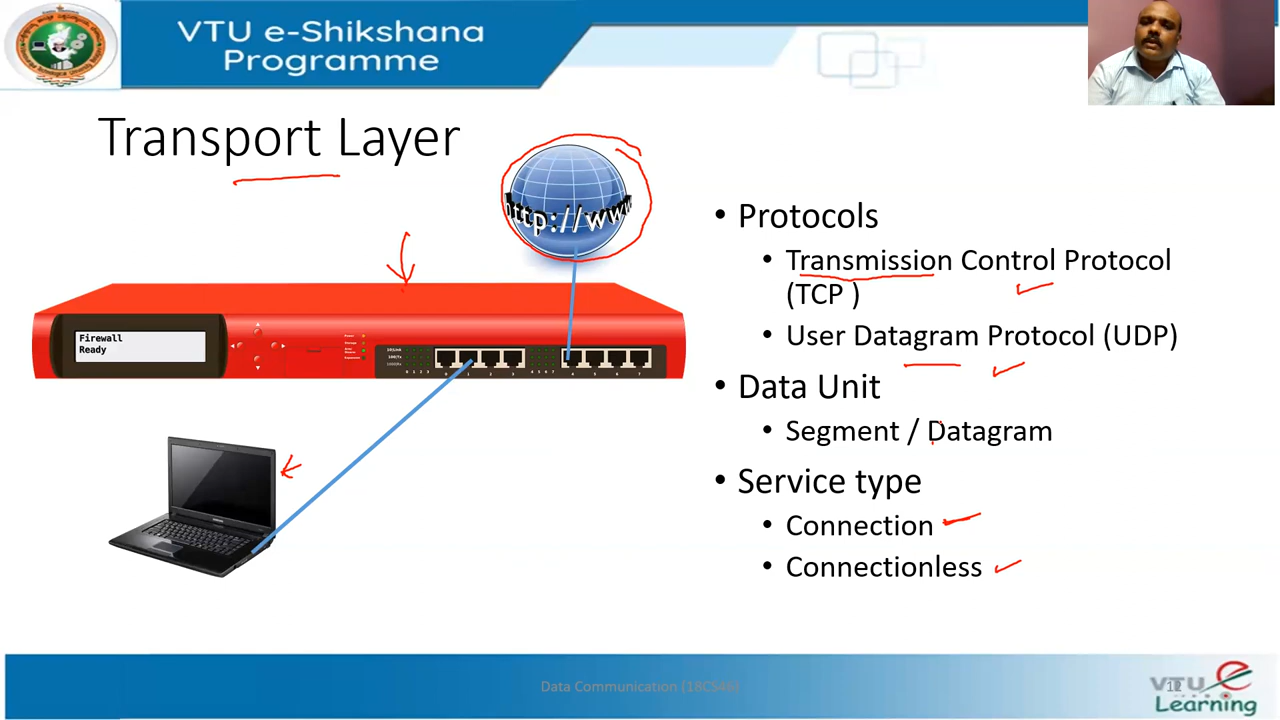 VTU e-Shikshana
Programme
Transport Layer
http://www
• Protocols
• Transmission Control Protocol
(TCP )
• User Datagram Protocol (UDP)
• Data Unit
• Segment / Datagram
• Service type
• Connection
• Connectionless
Firewall
Ready
Data Communication (18CS46)
12
VTU e
Learning